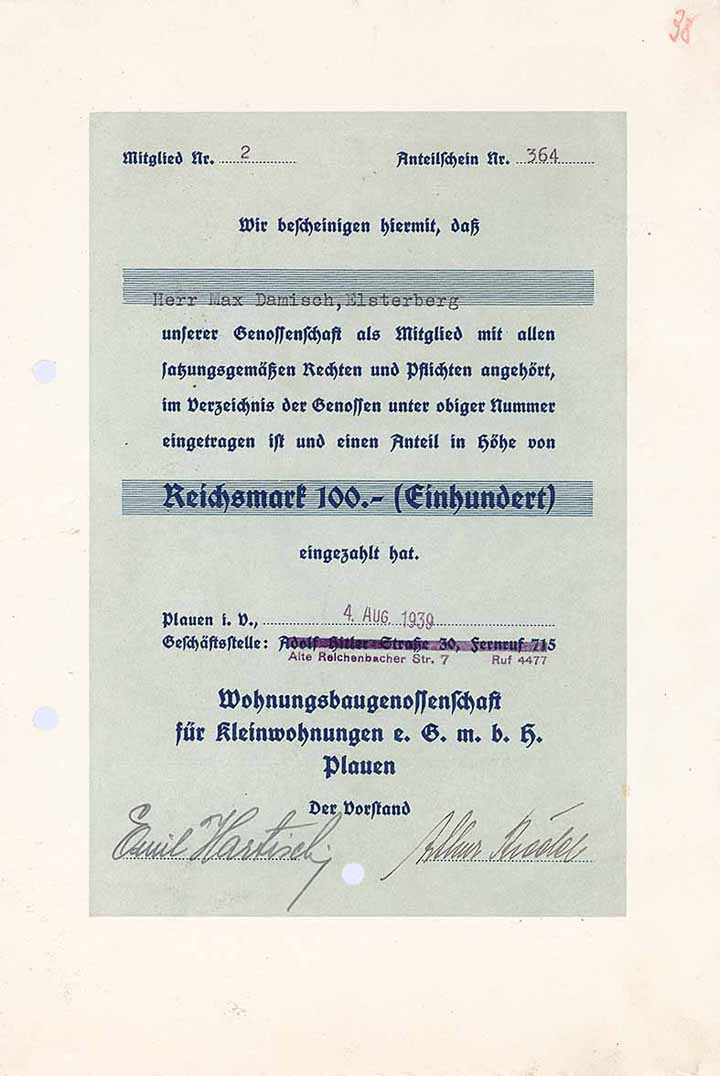 38
Mitglied Nr. 2 Anteilschein Nr. 364
Wir bescheinigen hiermit, daß
Herr Max Damisch, Elsterberg
unserer Genossenschaft als Mitglied mit allen
satzungsgemäßen Rechten und Pflichten angehört,
im Verzeichnis der Genossen unter obiger Nummer
eingetragen ist und einen Anteil in Höhe von
Reichsmark 100.- (Einhundert)
eingezahlt hat.
Plauen i. V., 4. AUG. 1939
Geschäftsstelle: Adolf-Hitler-Straße 30, Fernruf 715
Alte Reichenbacher Str. 7 Ruf 4477
Wohnungsbaugenossenschaft
für Kleinwohnungen e. G. m. b. H.
Plauen
Der Vorstand
Emil Hartisch